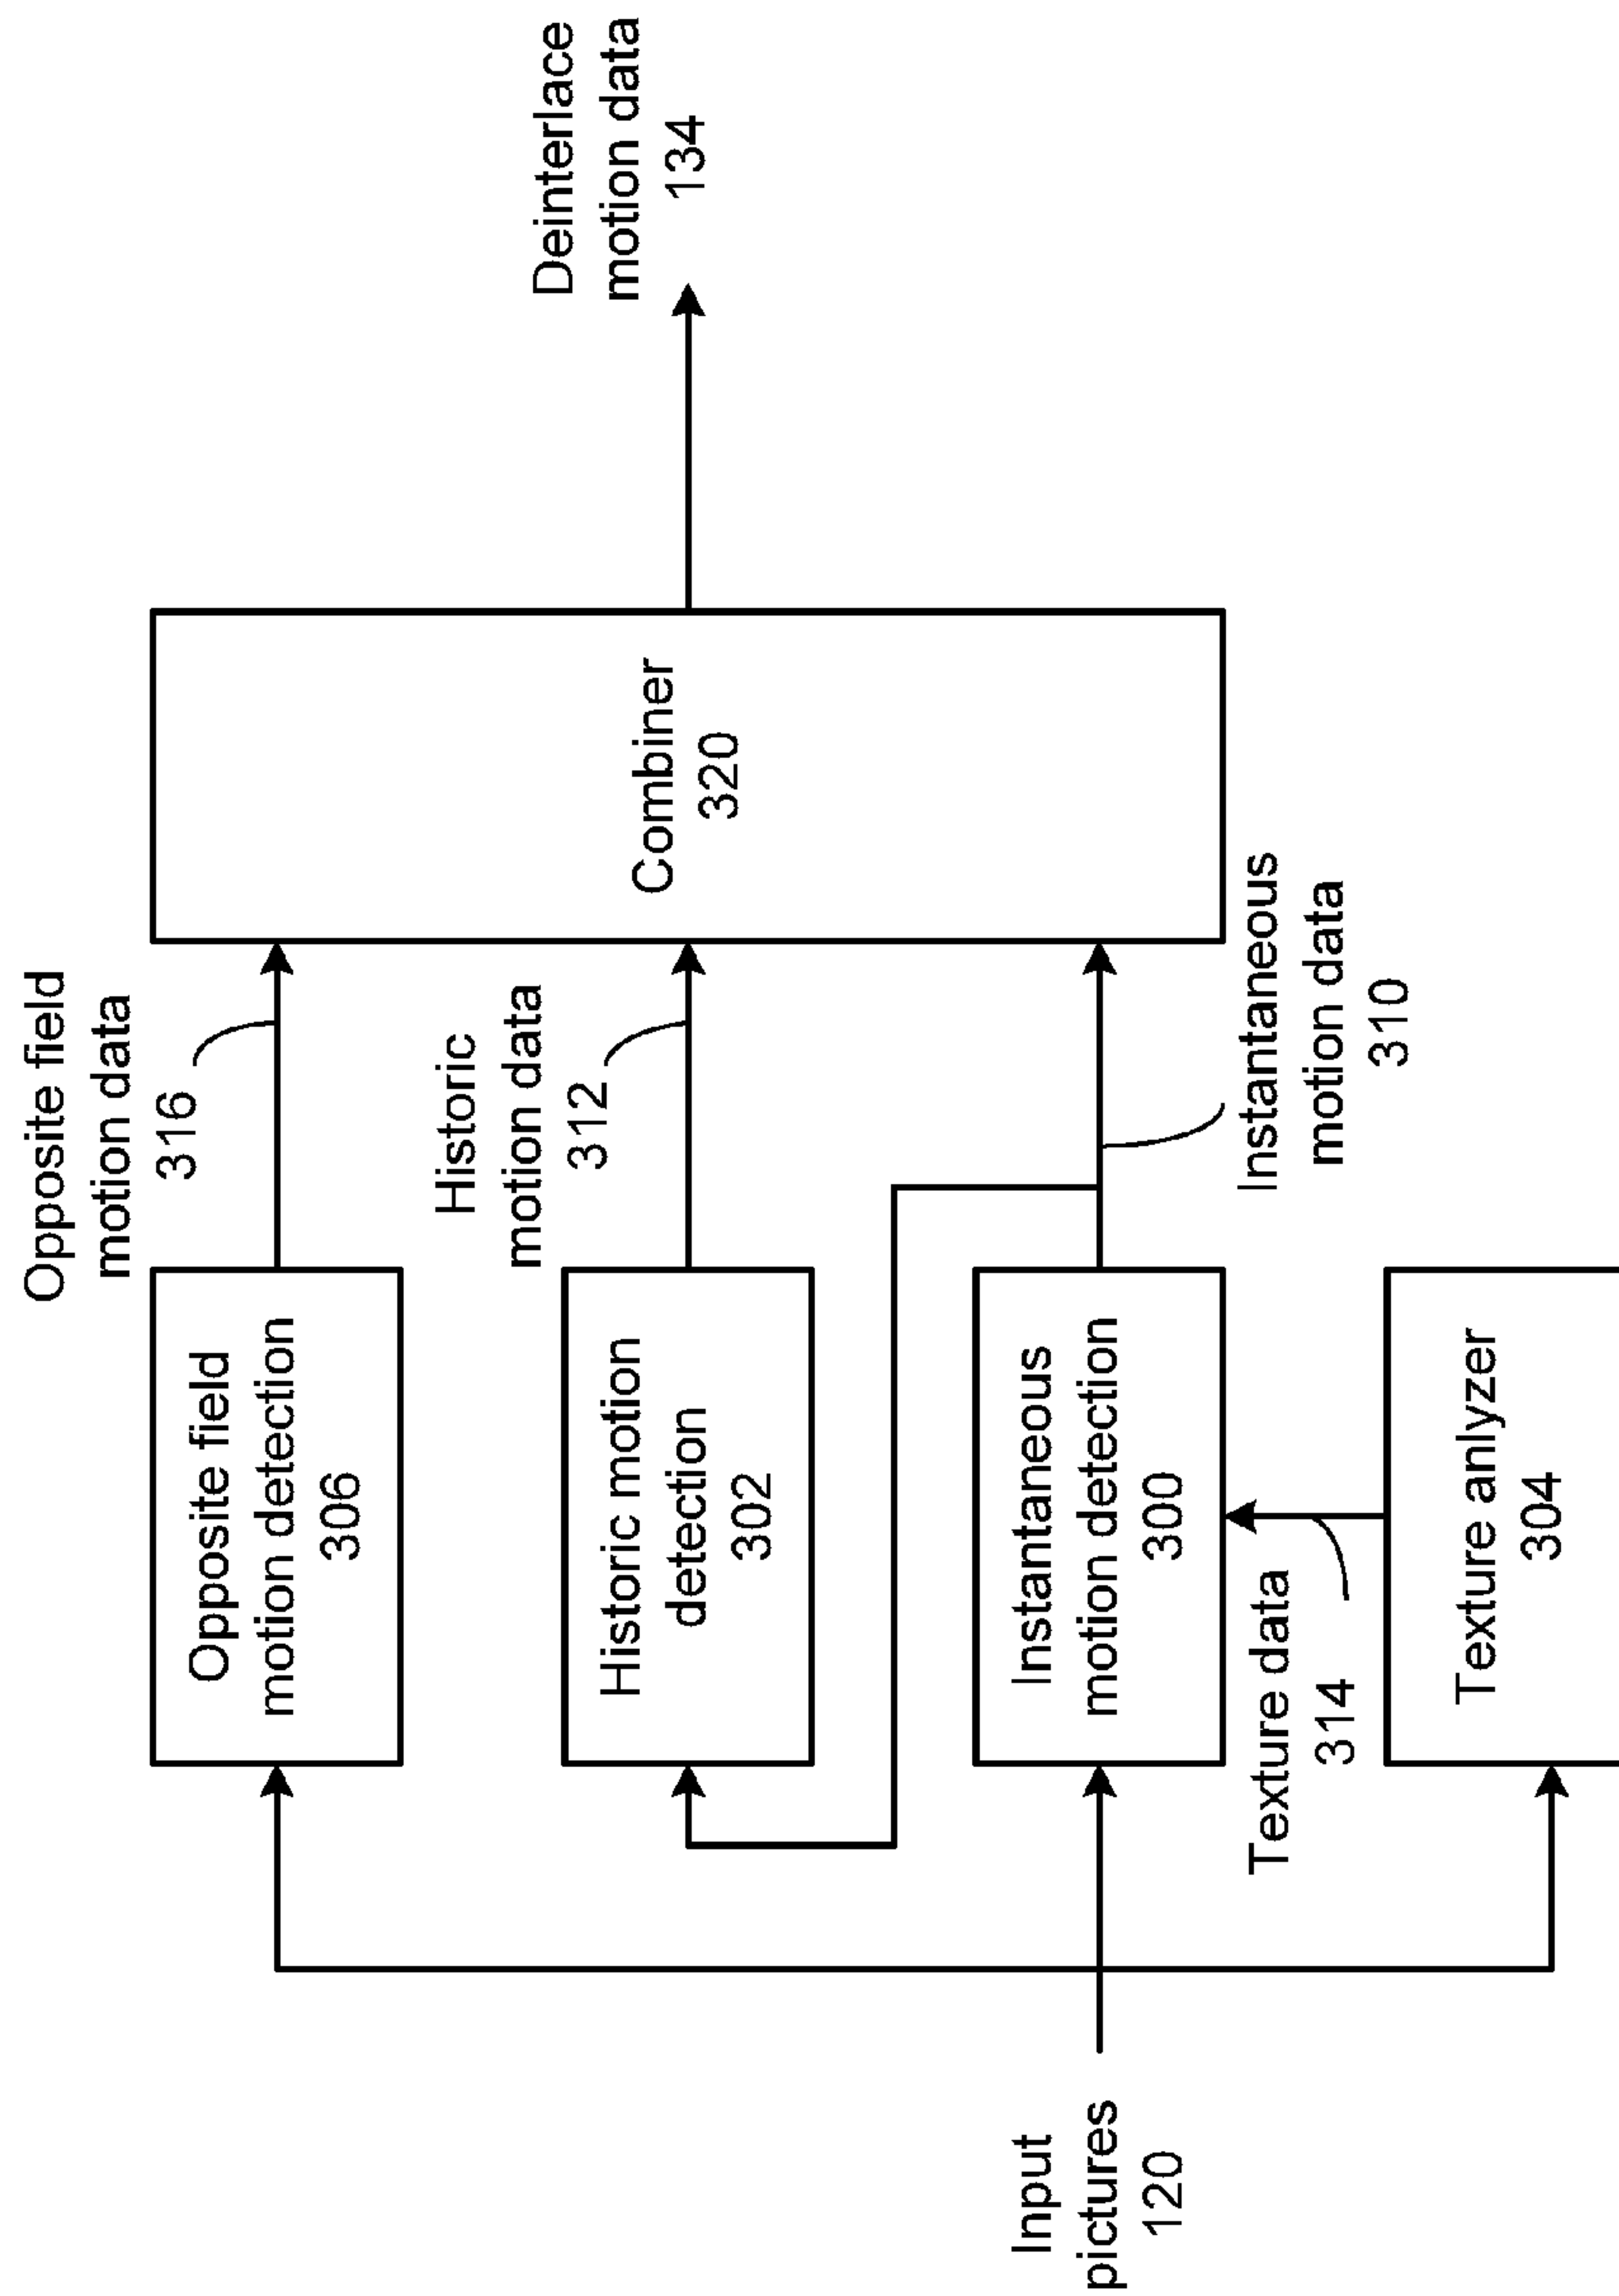 Opposite field
motion data
316
Opposite field
motion detection
306
Historic
motion data
312
Historic motion
detection
302
Combiner
320
Deinterlace
motion data
134
Input
pictures
120
Instantaneous
motion detection
300
Instantaneous
motion data
310
Texture data
314
Texture anlyzer
304